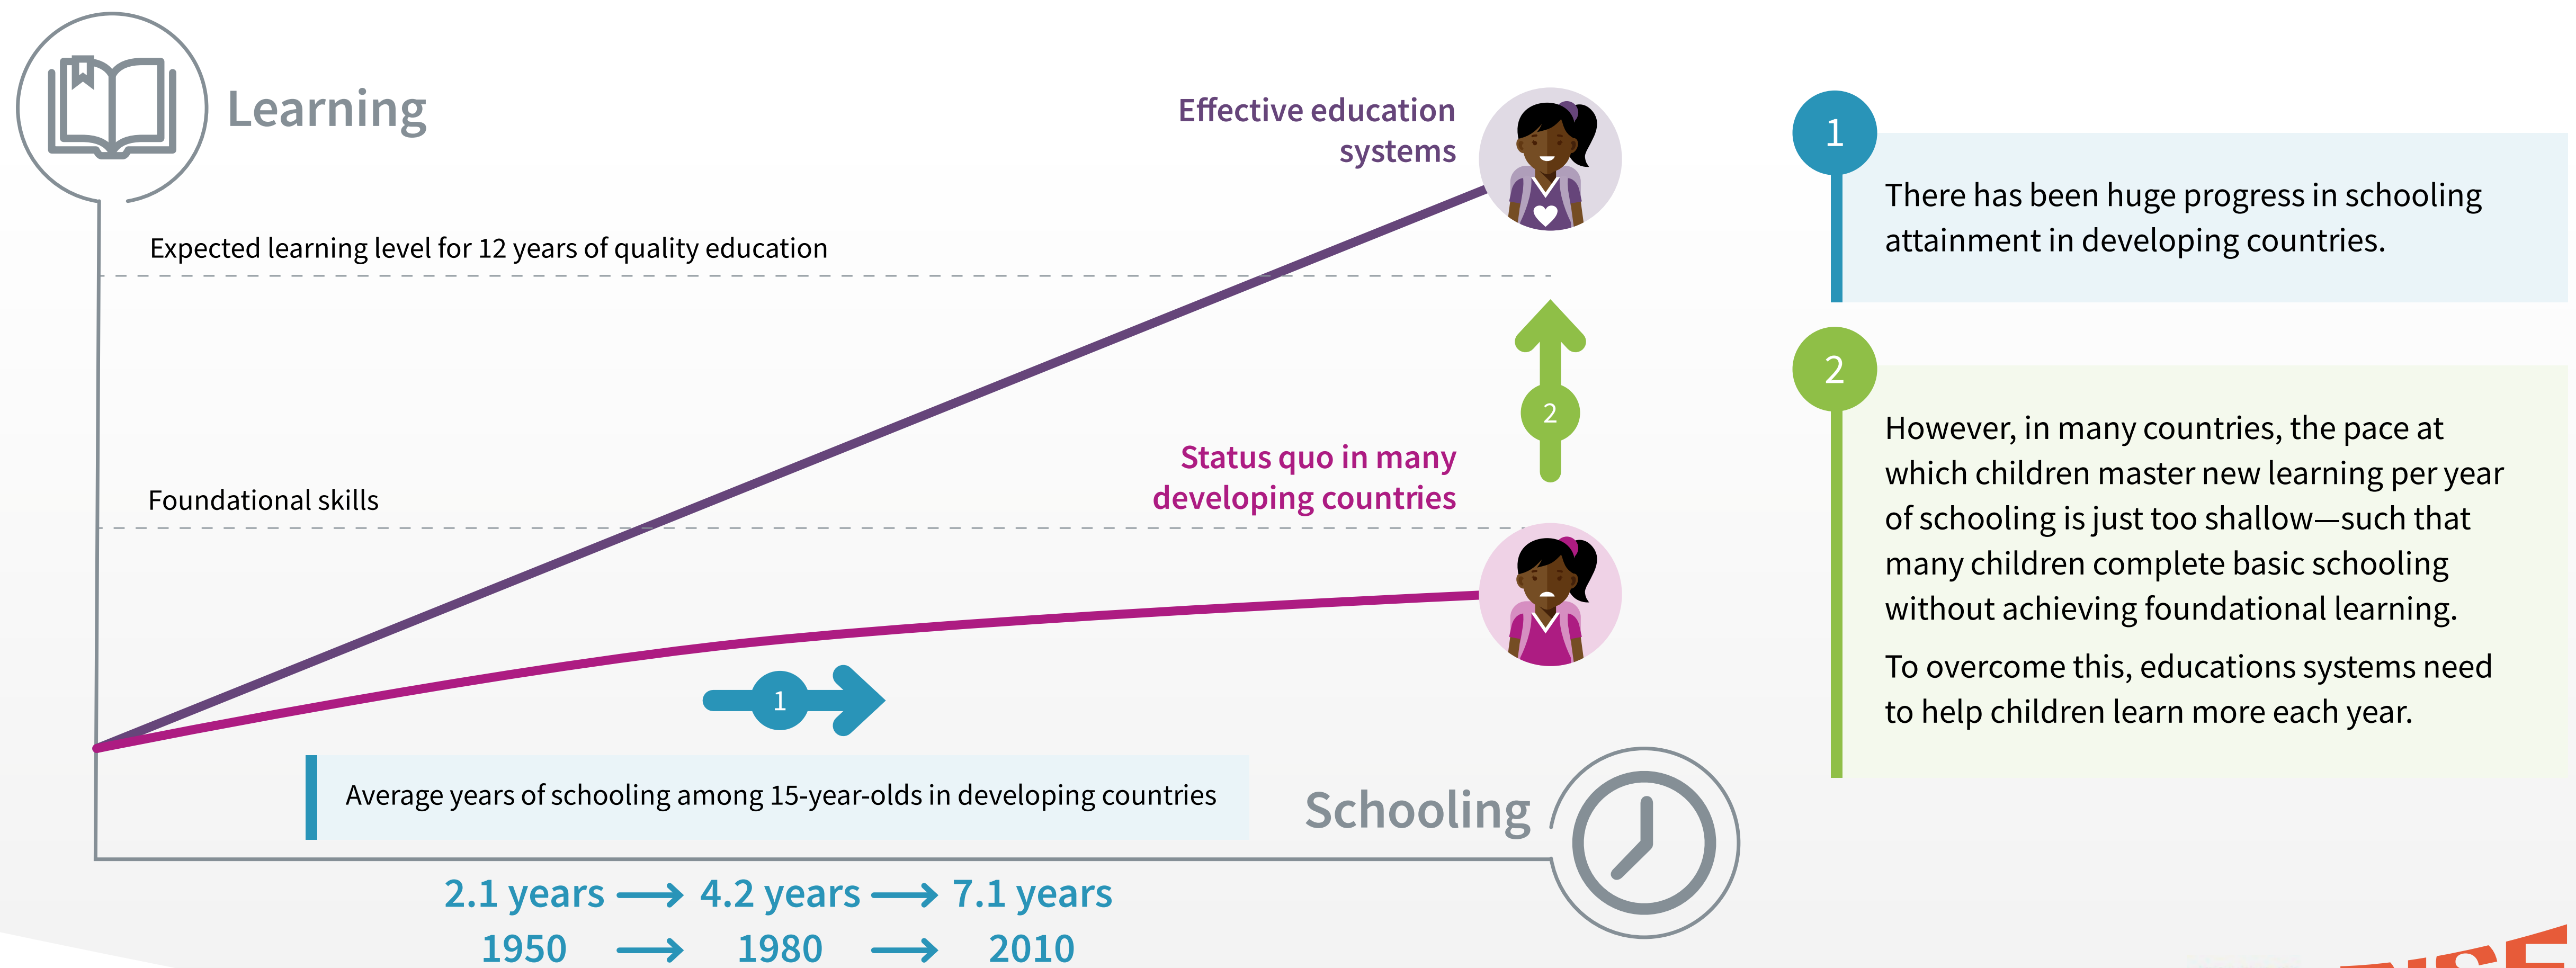 Learning
Effective education
systems
Expected learning level for 12 years of quality education
Foundational skills
Status quo in many
developing countries
2
1
Average years of schooling among 15-year-olds in developing countries
Schooling
2.1 years → 4.2 years → 7.1 years
1950 → 1980 → 2010
1
There has been huge progress in schooling
attainment in developing countries.
2
However, in many countries, the pace at
which children master new learning per year
of schooling is just too shallow—such that
many children complete basic schooling
without achieving foundational learning.
To overcome this, educations systems need
to help children learn more each year.